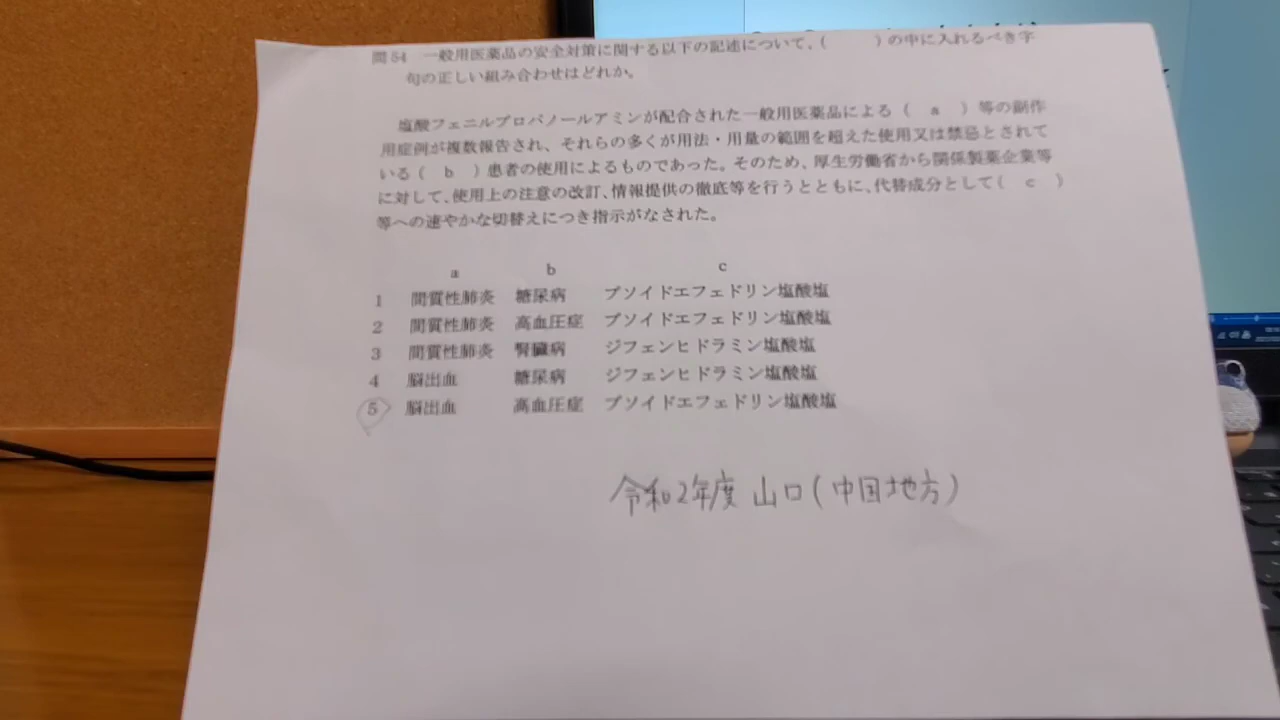 問54　一般用医薬品の安全対策に関する以下の記述について、(　　　)の中に入れるべき字
句の正しい組み合わせはどれか。
塩酸フェニルプロパノールアミンが配合された一般用医薬品による（　a　）等の副作
用症例が複数報告され、それらの多くが用法・用量の範囲を超えた使用又は禁忌とされて
いる（　b　）患者の使用によるものであった。そのため、厚生労働省から関係製薬企業等
に対して、使用上の注意の改訂、情報提供の徹底等を行うとともに、代替成分として（　c　）
等への速やかな切替えにつき指示がなされた。
a　b　c
1　間質性肺炎　糖尿病　プソイドエフェドリン塩酸塩
2　間質性肺炎　高血圧症　プソイドエフェドリン塩酸塩
3　間質性肺炎　腎臓病　ジフェンヒドラミン塩酸塩
4　脳出血　糖尿病　ジフェンヒドラミン塩酸塩
5　脳出血　高血圧症　プソイドエフェドリン塩酸塩
令和2年度 山口(中国地方)